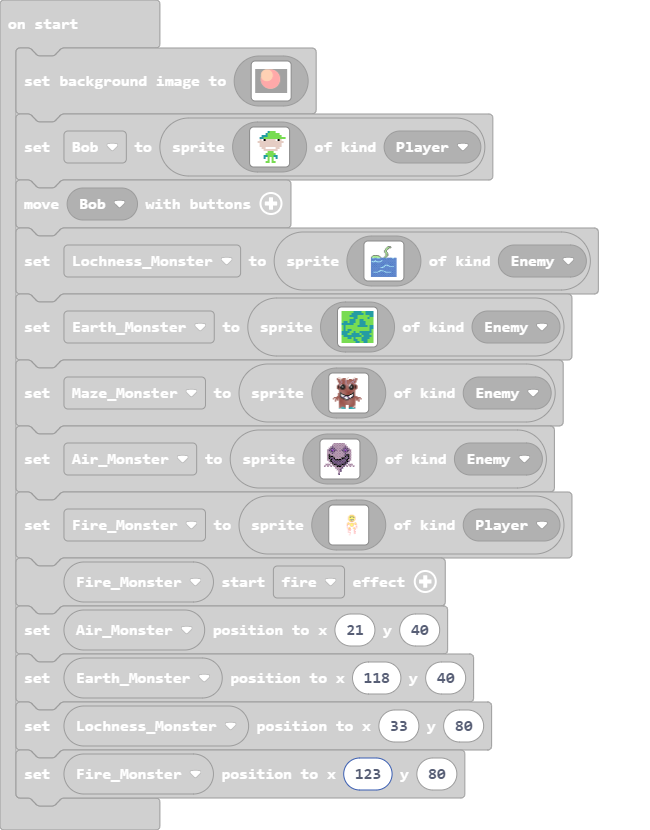 on start
set background image to
set Bob to sprite of kind Player
move Bob with buttons
set Lochness_Monster to sprite of kind Enemy
set Earth_Monster to sprite of kind Enemy
set Maze_Monster to sprite of kind Enemy
set Air_Monster to sprite of kind Enemy
set Fire_Monster to sprite of kind Player
Fire_Monster start fire effect
set Air_Monster position to x 21 y 40
set Earth_Monster position to x 118 y 40
set Lochness_Monster position to x 33 y 80
set Fire_Monster position to x 123 y 80